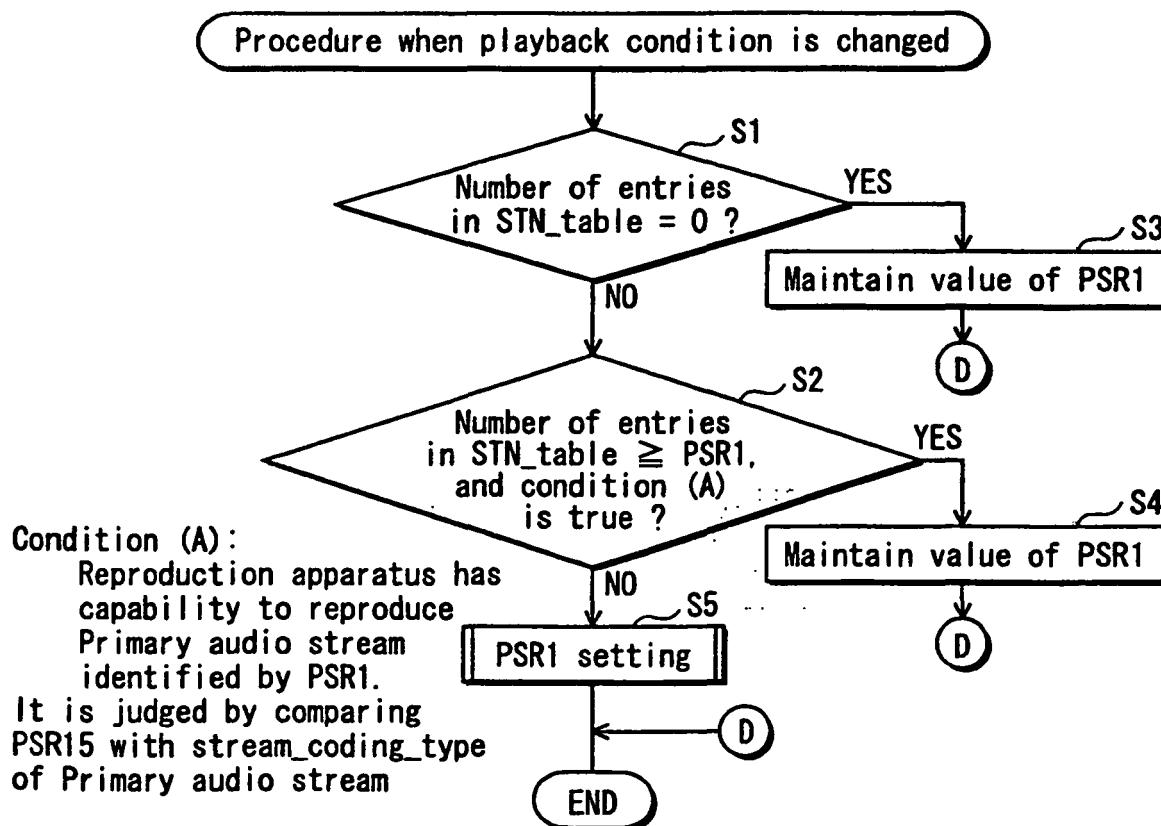 Procedure when playback condition is changed
S1
Number of entries
in STN_table = 0 ?
YES
S3
Maintain value of PSR1
D
NO
S2
Number of entries
in STN_table ≧ PSR1,
and condition (A)
is true ?
YES
S4
Maintain value of PSR1
D
NO
S5
PSR1 setting
D
END
Condition (A):
Reproduction apparatus has
capability to reproduce
Primary audio stream
identified by PSR1.
It is judged by comparing
PSR15 with stream_coding_type
of Primary audio stream